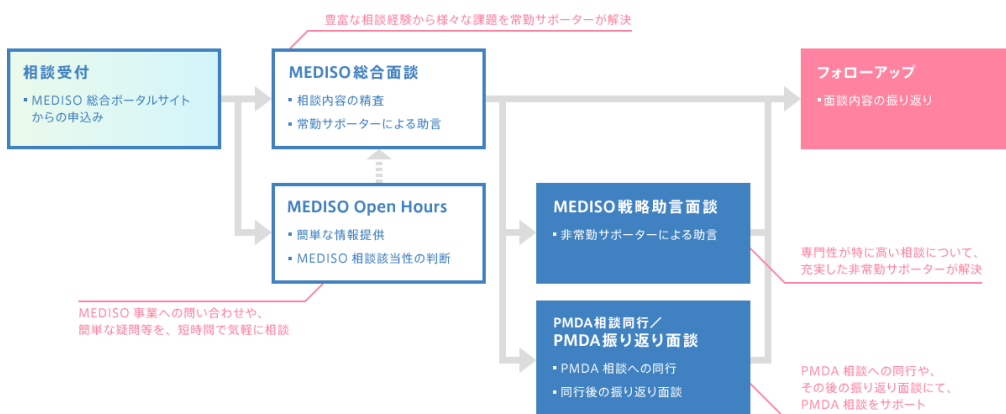 豊富な相談経験から様々な課題を常勤サポーターが解決
相談受付
▪ MEDISO 総合ポータルサイト
からの申込み
MEDISO総合面談
▪ 相談内容の精査
▪ 常勤サポーターによる助言
フォローアップ
▪ 面談内容の振り返り
MEDISO Open Hours
▪ 簡単な情報提供
▪ MEDISO 相談該当性の判断
MEDISO戦略助言面談
▪ 非常勤サポーターによる助言
専門性が特に高い相談について、
充実した非常勤サポーターが解決
MEDISO 事業への問い合わせや、
簡単な疑問等を、短時間で気軽に相談
PMDA相談同行／
PMDA振り返り面談
▪ PMDA 相談への同行
▪ 同行後の振り返り面談
PMDA 相談への同行や、
その後の振り返り面談にて、
PMDA 相談をサポート